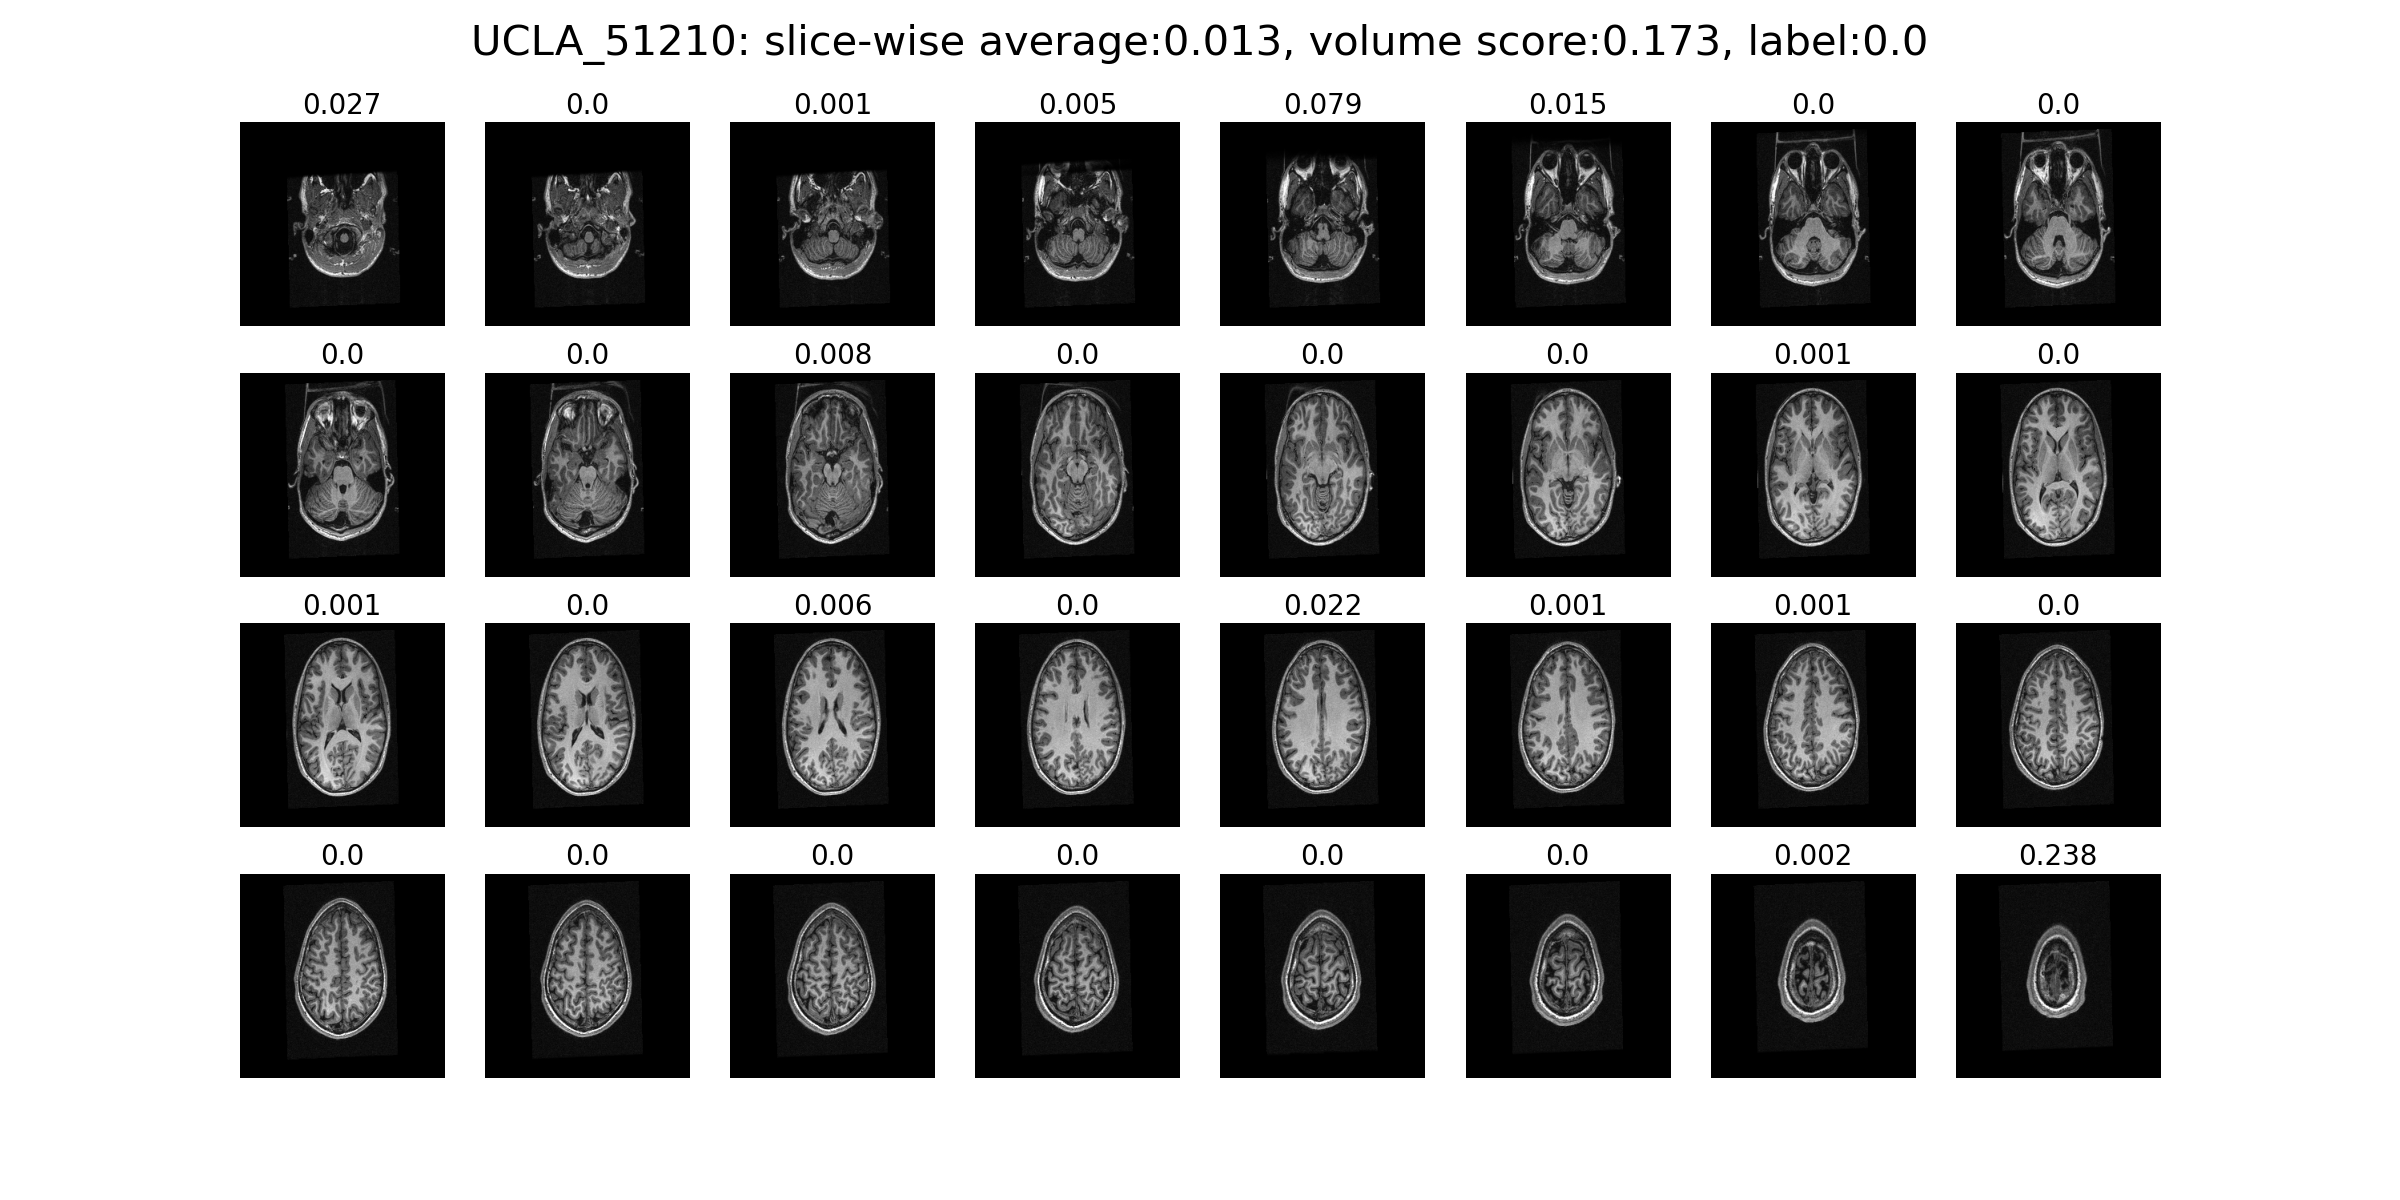 UCLA_51210: slice-wise average:0.013, volume score:0.173, label:0.0
0.027 0.0 0.001 0.005 0.079 0.015 0.0 0.0
0.0 0.0 0.008 0.0 0.0 0.0 0.001 0.0
0.001 0.0 0.006 0.0 0.022 0.001 0.001 0.0
0.0 0.0 0.0 0.0 0.0 0.0 0.002 0.238